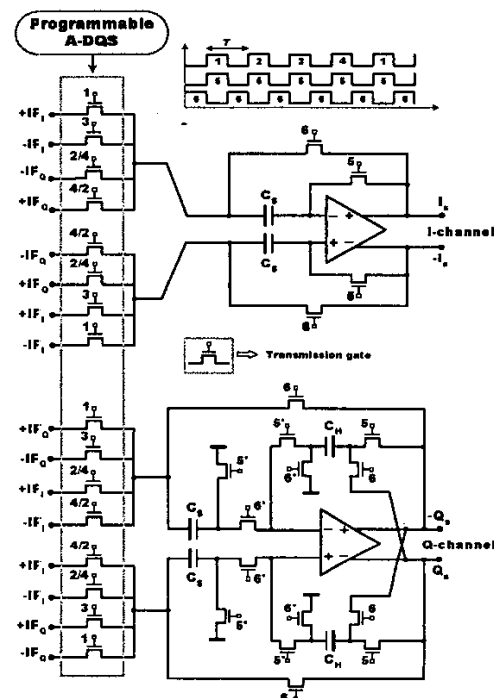 Programmable
A-DQS
T
1 2 3 4 1
5 5 5 5 5
6 6 6 6 6 6
1
+IF_I
3
-IF_I
2/4
-IF_Q
4/2
+IF_Q
4/2
-IF_Q
2/4
+IF_Q
3
+IF_I
1
-IF_I
6
5
C_S
- +
I_s
I-channel
+ -
C_S
-I_s
5
6
Transmission gate
1
+IF_Q
3
-IF_Q
2/4
+IF_I
4/2
-IF_I
4/2
+IF_I
2/4
-IF_I
3
+IF_Q
1
-IF_Q
6
5' C_H 5
5' 6' 6
C_S 6'
- +
-Q_s
Q-channel
C_S
+ -
Q_s
6'
5' 6' 6
5' C_H 5
6